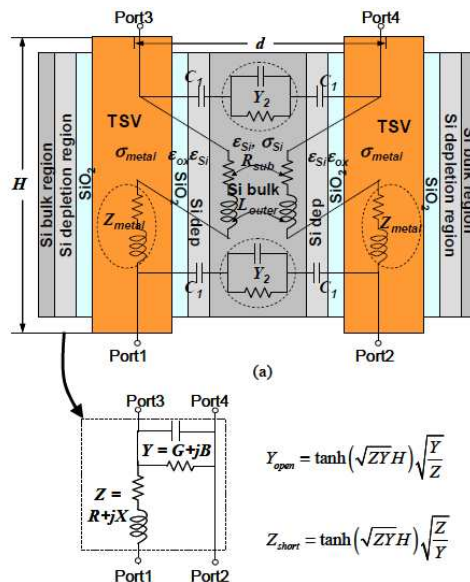 Port3
Port4
d
H
C₁
Y₂
C₁
TSV
σmetal
Zmetal
Si bulk region
Si depletion region
SiO₂
εox
εSi
SiO₂
Si dep
εSi, σSi
Rsub
Si bulk
Louter
εSi
εox
Si dep
SiO₂
TSV
σmetal
Zmetal
SiO₂
Si depletion region
Si bulk region
C₁
Y₂
C₁
Port1
Port2
(a)
Port3
Port4
Y = G+jB
Z =
R+jX
Port1
Port2
Yopen = tanh(√ZY H)√(Y/Z)
Zshort = tanh(√ZY H)√(Z/Y)